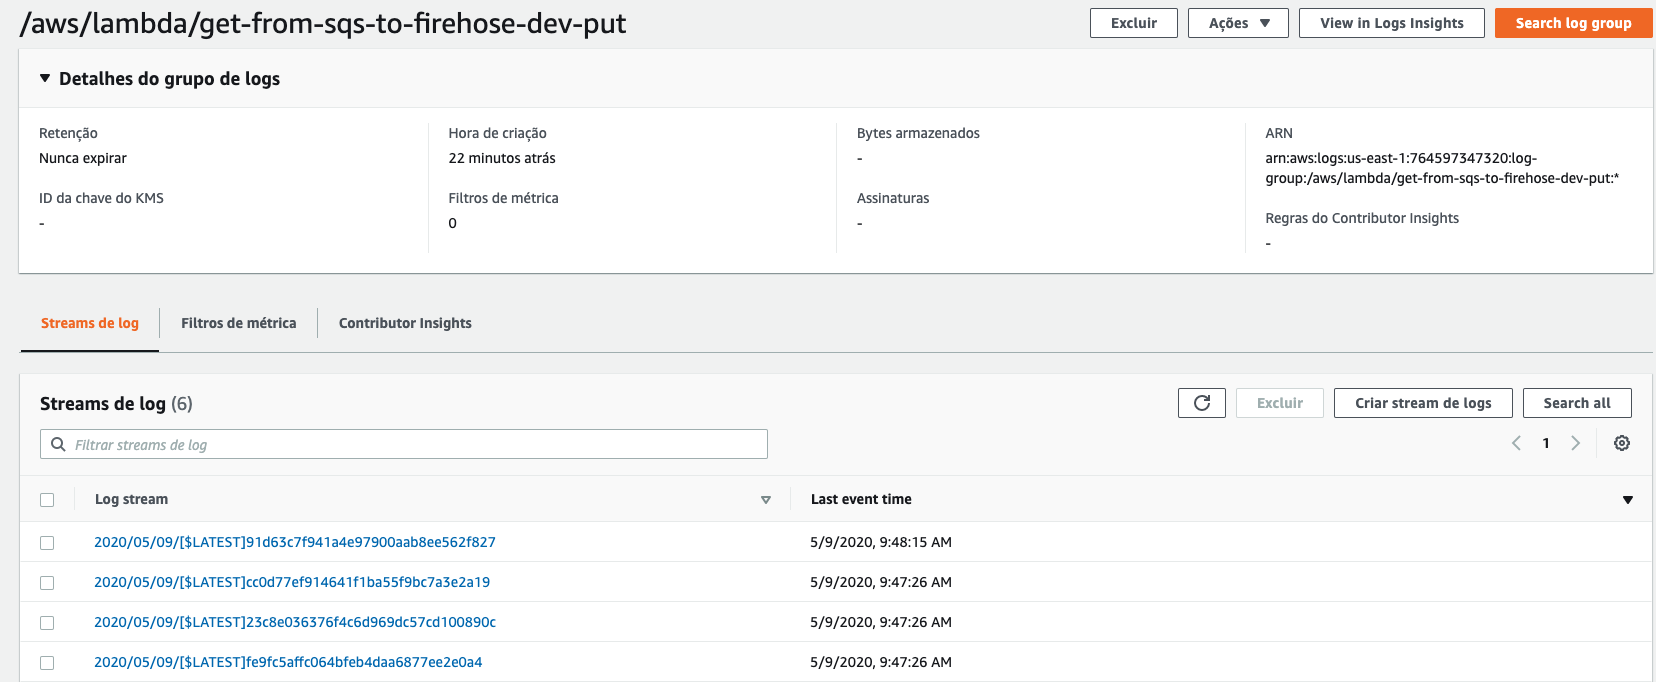 /aws/lambda/get-from-sqs-to-firehose-dev-put
Excluir
Ações
View in Logs Insights
Search log group
Detalhes do grupo de logs
Retenção
Nunca expirar
ID da chave do KMS
-
Hora de criação
22 minutos atrás
Filtros de métrica
0
Bytes armazenados
-
Assinaturas
-
ARN
arn:aws:logs:us-east-1:764597347320:log-
group:/aws/lambda/get-from-sqs-to-firehose-dev-put:*
Regras do Contributor Insights
-
Streams de log
Filtros de métrica
Contributor Insights
Streams de log (6)
Excluir
Criar stream de logs
Search all
Filtrar streams de log
1
Log stream
Last event time
2020/05/09/[$LATEST]91d63c7f941a4e97900aab8ee562f827
5/9/2020, 9:48:15 AM
2020/05/09/[$LATEST]cc0d77ef914641f1ba55f9bc7a3e2a19
5/9/2020, 9:47:26 AM
2020/05/09/[$LATEST]23c8e036376f4c6d969dc57cd100890c
5/9/2020, 9:47:26 AM
2020/05/09/[$LATEST]fe9fc5affc064bfeb4daa6877ee2e0a4
5/9/2020, 9:47:26 AM